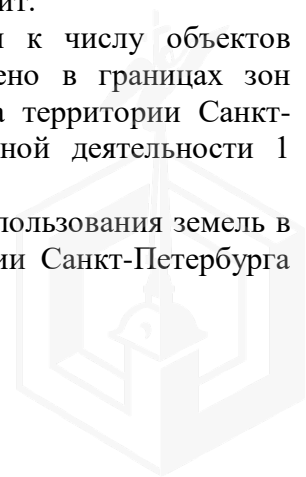 ит.
к числу объектов
ено в границах зон
территории Санкт-
ной деятельности 1
пользования земель в
ии Санкт-Петербурга